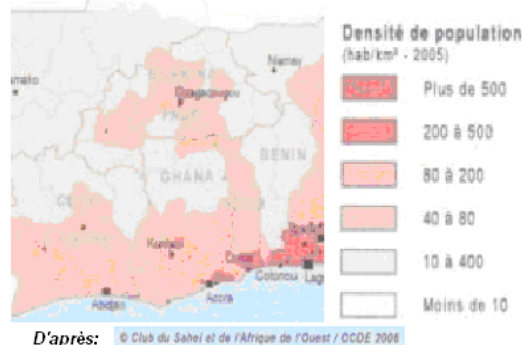 Densité de population
(hab/km² - 2005)
Plus de 500
200 à 500
80 à 200
40 à 80
10 à 400
Moins de 10
Niamey
Ouagadougou
BENIN
GHANA
Kumasi
Cotonou
Accra
Abidjan
D'après: © Club du Sahel et de l'Afrique de l'Ouest / OCDE 2006